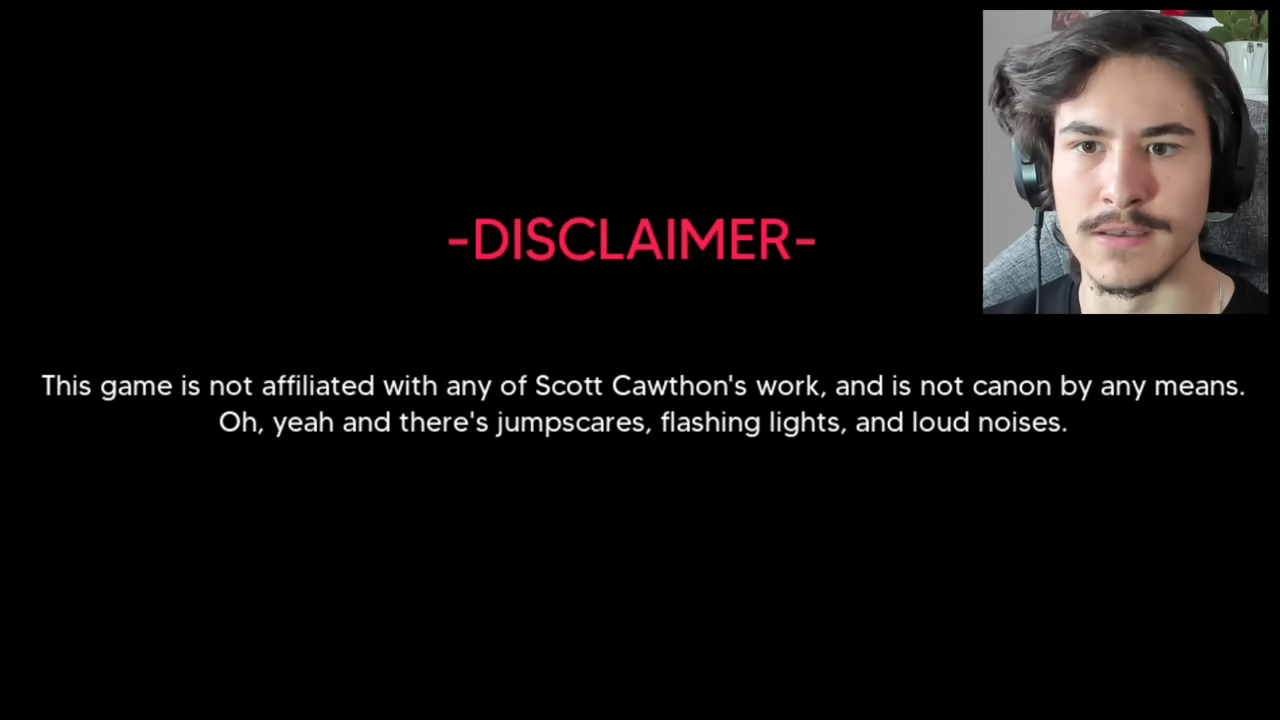 -DISCLAIMER-
This game is not affiliated with any of Scott Cawthon's work, and is not canon by any means.
Oh, yeah and there's jumpscares, flashing lights, and loud noises.